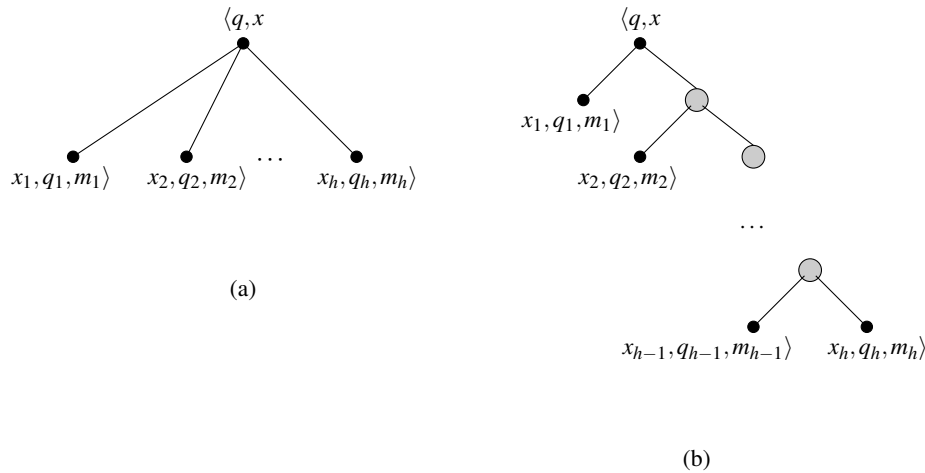 ⟨q, x
x₁, q₁, m₁⟩
x₂, q₂, m₂⟩
...
xₕ, qₕ, mₕ⟩
(a)
⟨q, x
x₁, q₁, m₁⟩
x₂, q₂, m₂⟩
...
xₕ₋₁, qₕ₋₁, mₕ₋₁⟩
xₕ, qₕ, mₕ⟩
(b)